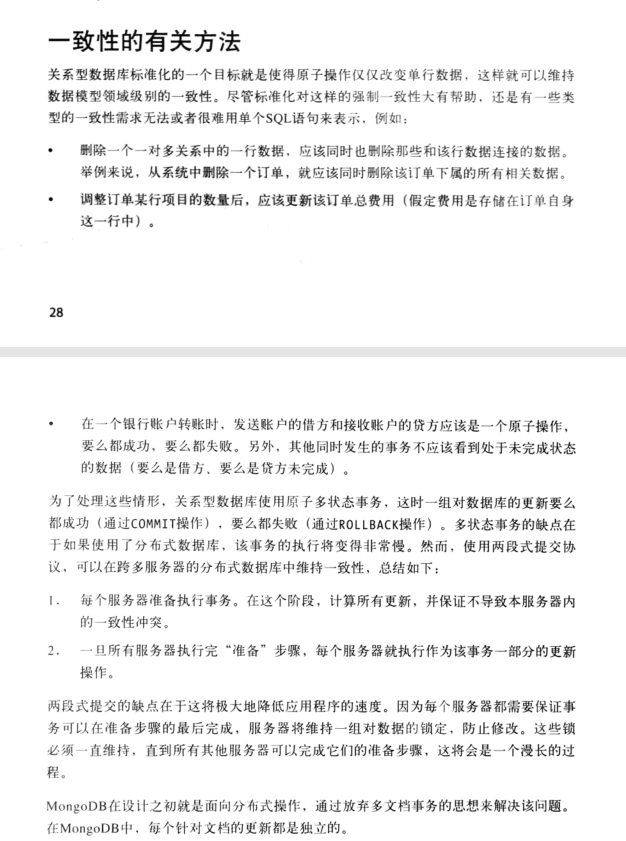 一致性的有关方法
关系型数据库标准化的一个目标就是使得原子操作仅仅改变单行数据，这样就可以维持
数据模型领域级别的一致性。尽管标准化对这样的强制一致性大有帮助，还是有一些类
型的一致性需求无法或者很难用单个SQL语句来表示，例如：
• 删除一个一对多关系中的一行数据，应该同时也删除那些和该行数据连接的数据。
举例来说，从系统中删除一个订单，就应该同时删除该订单下属的所有相关数据。
• 调整订单某行项目的数量后，应该更新该订单总费用（假定费用是存储在订单自身
这一行中）。
28
• 在一个银行账户转账时，发送账户的借方和接收账户的贷方应该是一个原子操作，
要么都成功，要么都失败。另外，其他同时发生的事务不应该看到处于未完成状态
的数据（要么是借方、要么是贷方未完成）。
为了处理这些情形，关系型数据库使用原子多状态事务，这时一组对数据库的更新要么
都成功（通过COMMIT操作），要么都失败（通过ROLLBACK操作）。多状态事务的缺点在
于如果使用了分布式数据库，该事务的执行将变得非常慢。然而，使用两段式提交协
议，可以在跨多服务器的分布式数据库中维持一致性，总结如下：
1. 每个服务器准备执行事务。在这个阶段，计算所有更新，并保证不导致本服务器内
的一致性冲突。
2. 一旦所有服务器执行完“准备”步骤，每个服务器就执行作为该事务一部分的更新
操作。
两段式提交的缺点在于这将极大地降低应用程序的速度。因为每个服务器都需要保证事
务可以在准备步骤的最后完成，服务器将维持一组对数据的锁定，防止修改。这些锁
必须一直维持，直到所有其他服务器可以完成它们的准备步骤，这将会是一个漫长的过
程。
MongoDB在设计之初就是面向分布式操作，通过放弃多文档事务的思想来解决该问题。
在MongoDB中，每个针对文档的更新都是独立的。